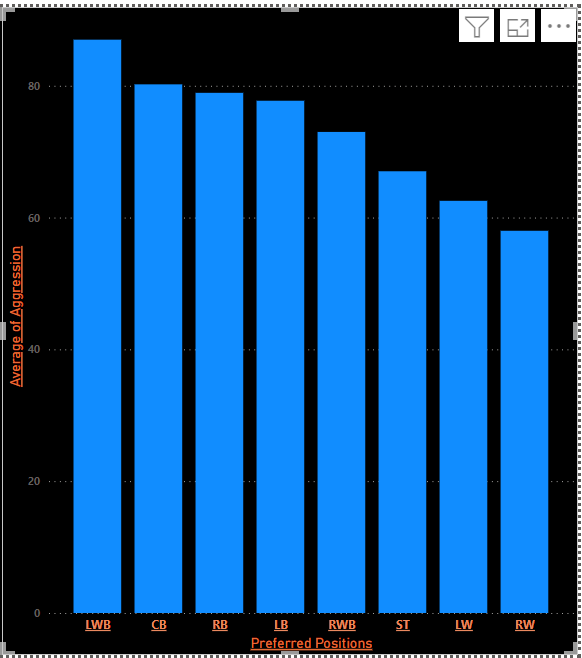 80
60
40
20
0
Average of Aggression
LWB CB RB LB RWB ST LW RW
Preferred Positions